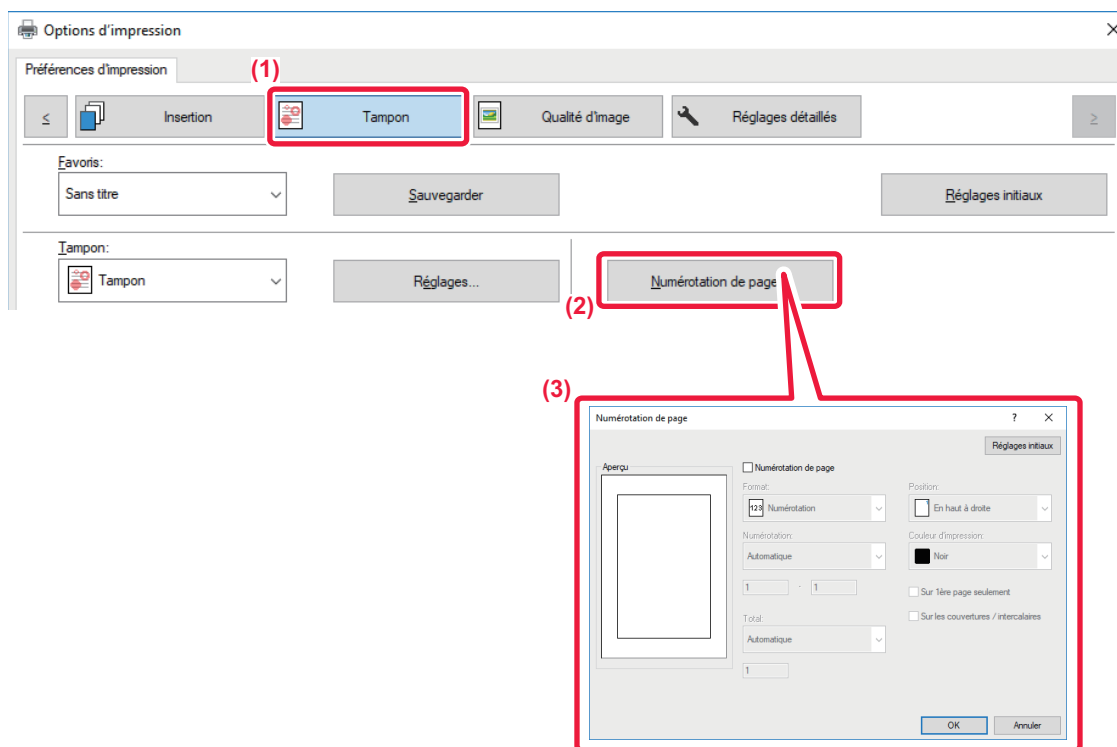 Options d'impression
Préférences d'impression
(1)
< Insertion Tampon Qualité d'image Réglages détaillés >
Favoris:
Sans titre Sauvegarder Réglages initiaux
Tampon:
Tampon Réglages... Numérotation de page
(2)
(3)
Numérotation de page ? X
Réglages initiaux
Aperçu
Numérotation de page
Format: Position:
123 Numérotation En haut à droite
Numérotation: Couleur d'impression:
Automatique Noir
1 - 1 Sur 1ère page seulement
Total: Sur les couvertures / intercalaires
Automatique
1
OK Annuler